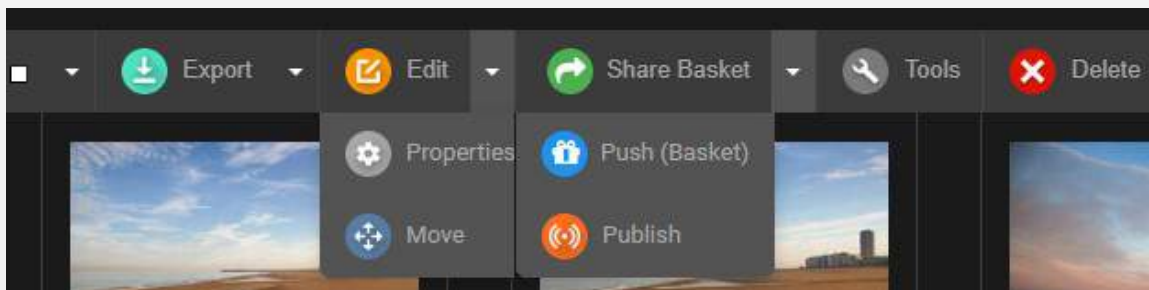 Export Edit Share Basket Tools Delete
Properties Push (Basket)
Move Publish